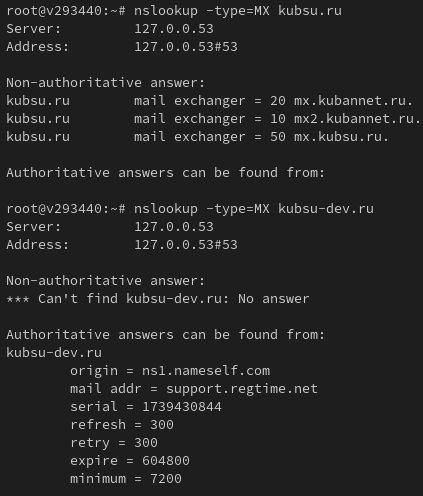 root@v293440:~# nslookup -type=MX kubsu.ru
Server:         127.0.0.53
Address:        127.0.0.53#53

Non-authoritative answer:
kubsu.ru        mail exchanger = 20 mx.kubannet.ru.
kubsu.ru        mail exchanger = 10 mx2.kubannet.ru.
kubsu.ru        mail exchanger = 50 mx.kubsu.ru.

Authoritative answers can be found from:

root@v293440:~# nslookup -type=MX kubsu-dev.ru
Server:         127.0.0.53
Address:        127.0.0.53#53

Non-authoritative answer:
*** Can't find kubsu-dev.ru: No answer

Authoritative answers can be found from:
kubsu-dev.ru
        origin = ns1.nameself.com
        mail addr = support.regtime.net
        serial = 1739430844
        refresh = 300
        retry = 300
        expire = 604800
        minimum = 7200